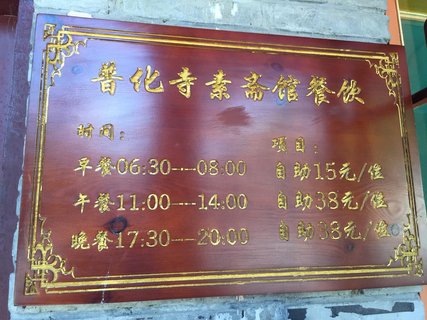 普化寺素斋馆餐饮
时间： 项目：
早餐06:30---08:00 自助15元/位
午餐11:00---14:00 自助38元/位
晚餐17:30---20:00 自助38元/位